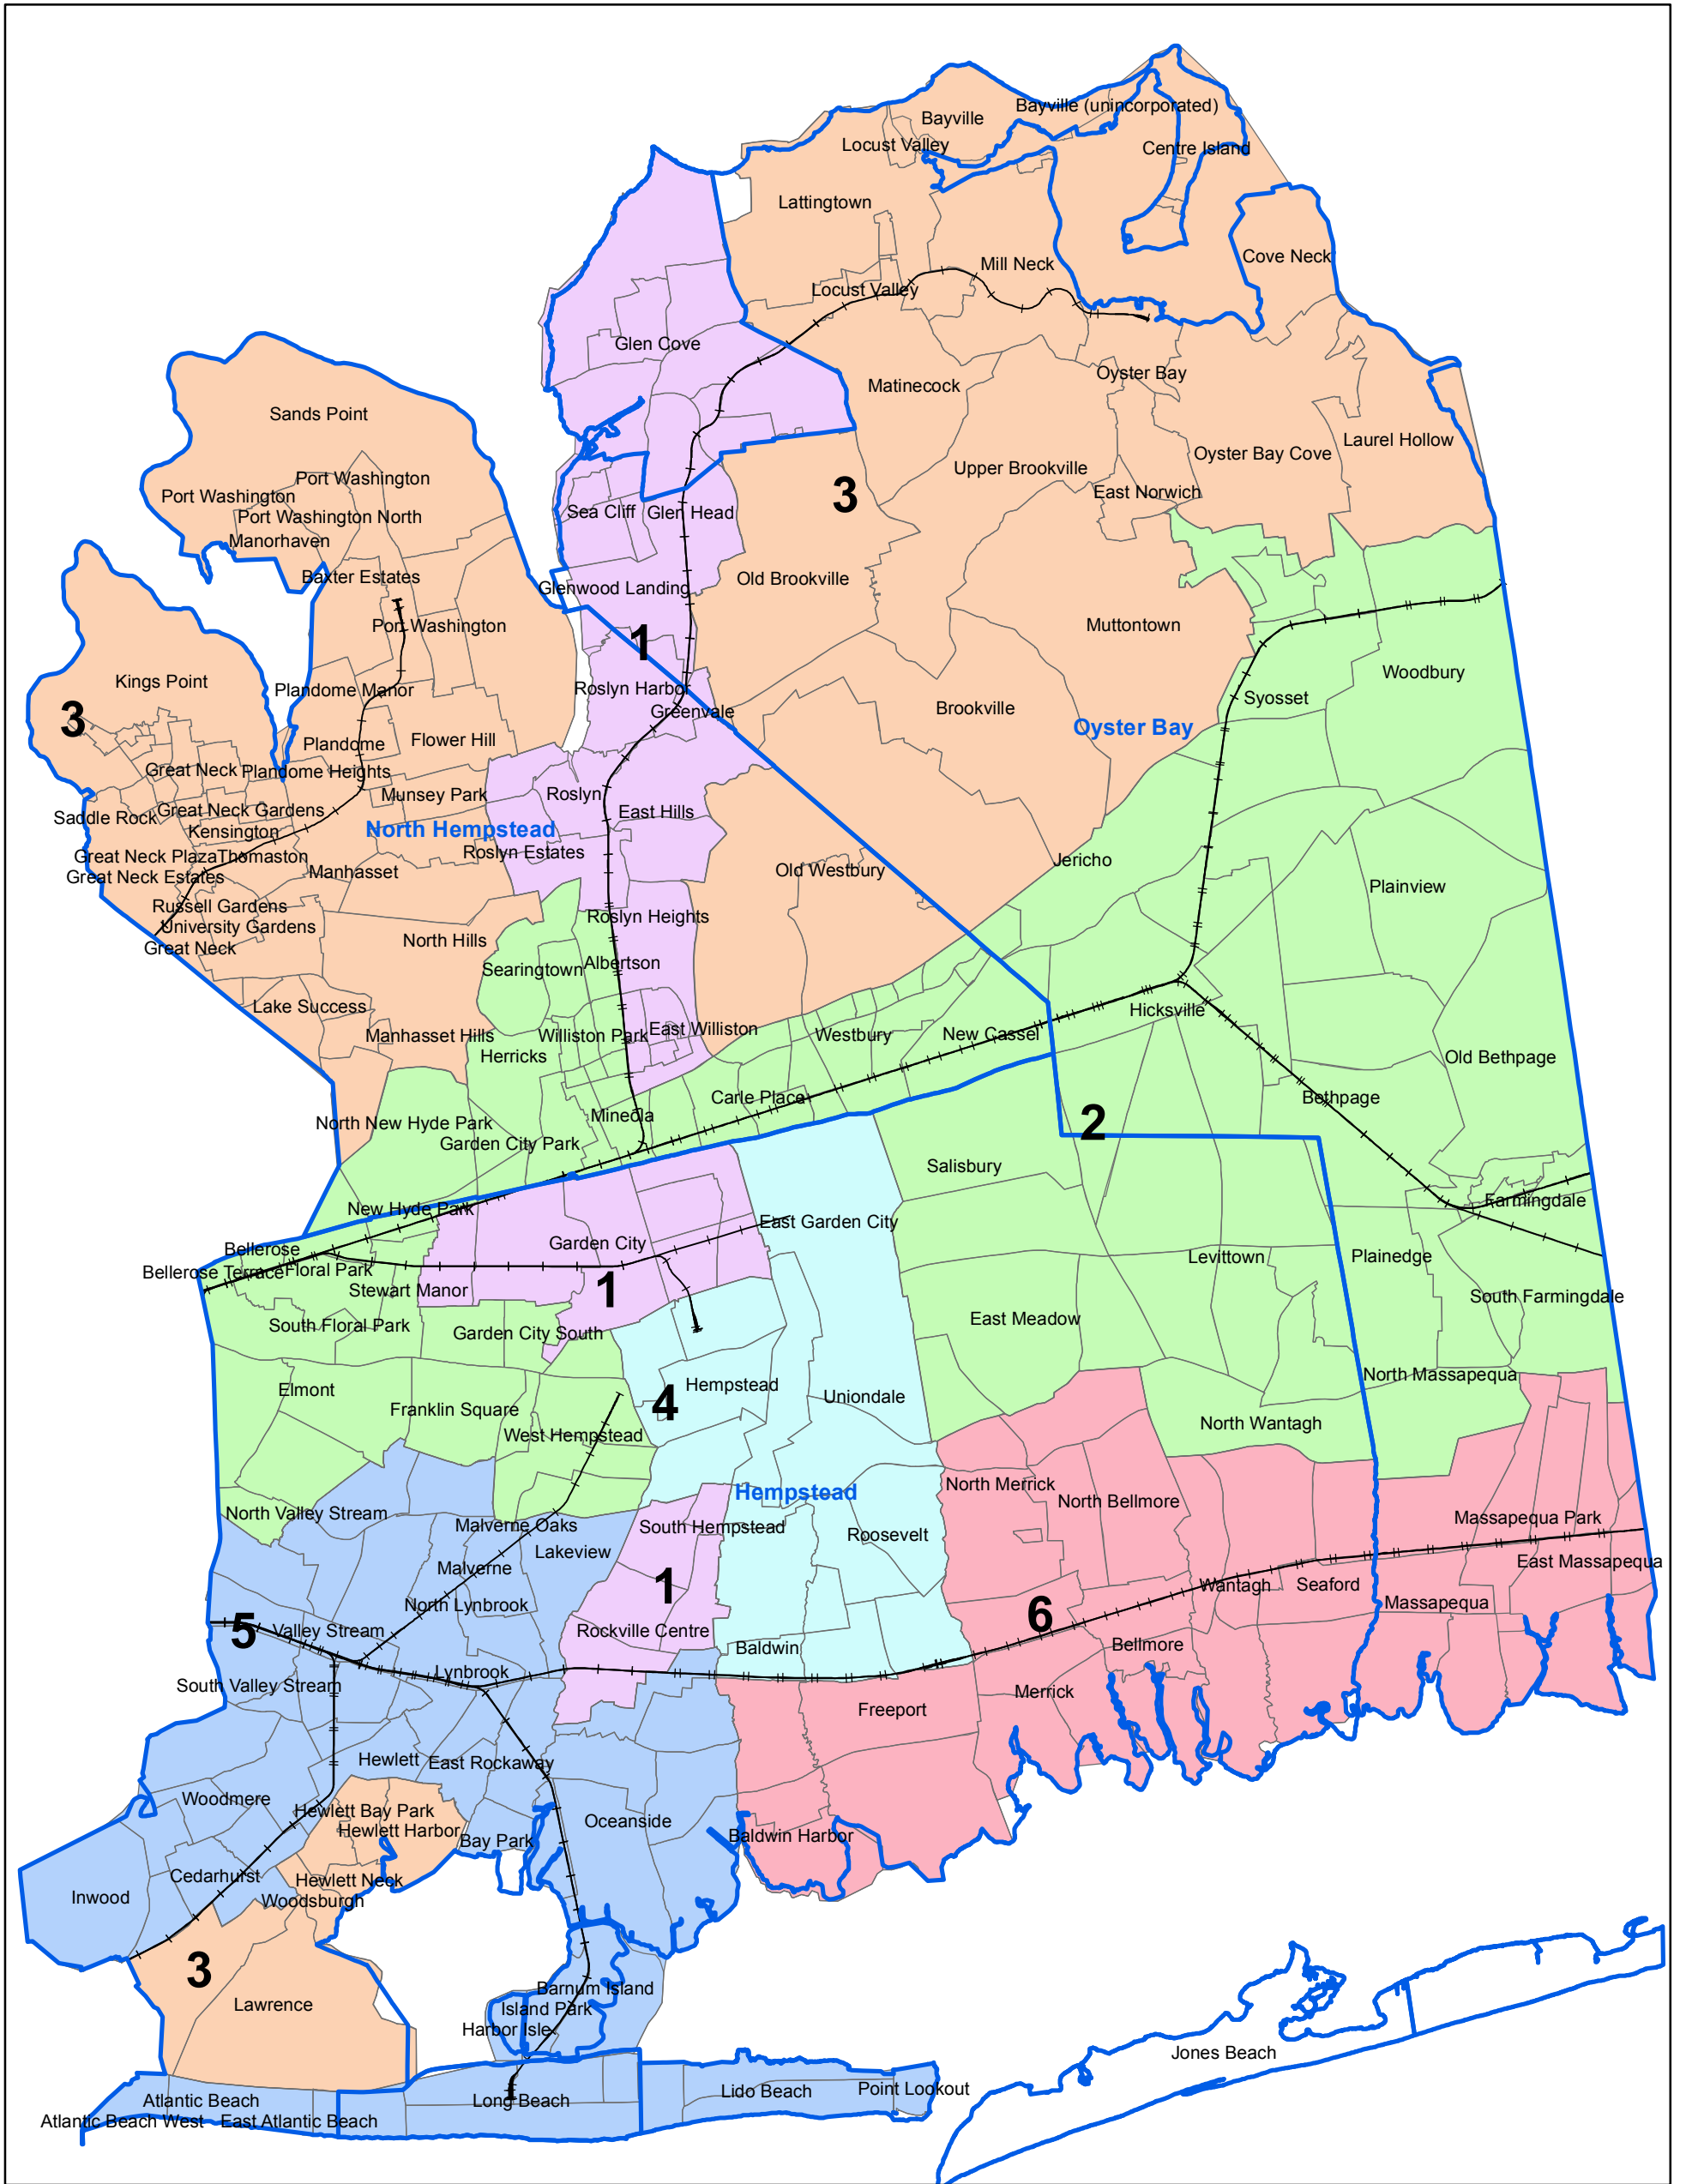 Bayville (unincorporated)
Bayville
Locust Valley
Centre Island
Lattingtown
Cove Neck
Mill Neck
Locust Valley
Glen Cove
Oyster Bay
Matinecock
Sands Point
Laurel Hollow
Oyster Bay Cove
Upper Brookville
Port Washington
East Norwich
3
Port Washington
Sea Cliff
Glen Head
Port Washington North
Manorhaven
Baxter Estates
Old Brookville
Glenwood Landing
Port Washington
Muttontown
1
Woodbury
Kings Point
Plandome Manor
Roslyn Harbor
Syosset
Greenvale
Brookville
3
Oyster Bay
Flower Hill
Plandome
Great Neck
Plandome Heights
Munsey Park
Roslyn
Great Neck Gardens
East Hills
Saddle Rock
North Hempstead
Kensington
Roslyn Estates
Great Neck Plaza
Thomaston
Jericho
Old Westbury
Manhasset
Great Neck Estates
Plainview
Russell Gardens
Roslyn Heights
University Gardens
North Hills
Great Neck
Albertson
Searingtown
Lake Success
Hicksville
East Williston
Manhasset Hills
Williston Park
Westbury
New Cassel
Herricks
Old Bethpage
Carle Place
Bethpage
Mineola
North New Hyde Park
2
Garden City Park
Salisbury
Farmingdale
New Hyde Park
East Garden City
Garden City
Bellerose
Levittown
Plainedge
Bellerose Terrace
Floral Park
Stewart Manor
1
South Farmingdale
East Meadow
South Floral Park
Garden City South
North Massapequa
Hempstead
Elmont
Uniondale
4
Franklin Square
North Wantagh
West Hempstead
North Merrick
Hempstead
North Bellmore
North Valley Stream
Massapequa Park
Malverne Oaks
South Hempstead
Roosevelt
Lakeview
East Massapequa
Malverne
1
Wantagh
Seaford
North Lynbrook
Massapequa
6
5
Valley Stream
Rockville Centre
Bellmore
Baldwin
Lynbrook
South Valley Stream
Merrick
Freeport
Hewlett
East Rockaway
Woodmere
Hewlett Bay Park
Oceanside
Hewlett Harbor
Baldwin Harbor
Bay Park
Cedarhurst
Hewlett Neck
Inwood
Woodsburgh
3
Barnum Island
Lawrence
Island Park
Harbor Isle
Jones Beach
Point Lookout
Lido Beach
Atlantic Beach
Long Beach
Atlantic Beach West
East Atlantic Beach